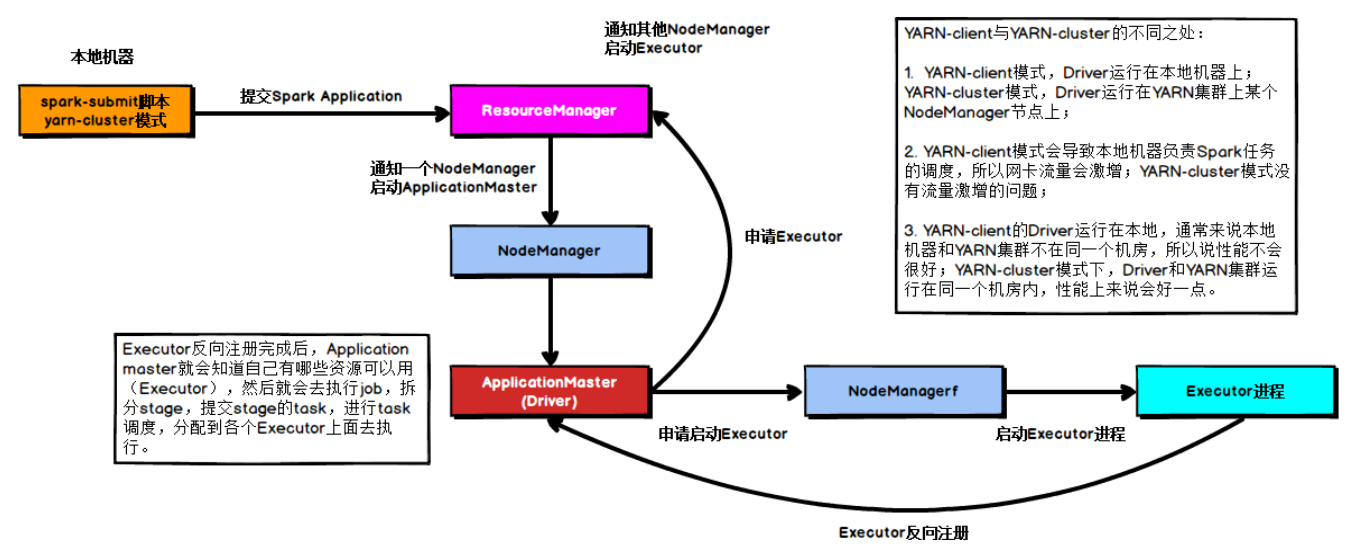 通知其他NodeManager
启动Executor
本地机器
spark-submit脚本
yarn-cluster模式
提交Spark Application
ResourceManager
通知一个NodeManager
启动ApplicationMaster
NodeManager
申请Executor
YARN-client与YARN-cluster的不同之处：
1. YARN-client模式，Driver运行在本地机器上；
YARN-cluster模式，Driver运行在YARN集群上某个
NodeManager节点上；
2. YARN-client模式会导致本地机器负责Spark任务
的调度，所以网卡流量会激增；YARN-cluster模式没
有流量激增的问题；
3. YARN-client的Driver运行在本地，通常来说本地
机器和YARN集群不在同一个机房，所以说性能不会
很好；YARN-cluster模式下，Driver和YARN集群运
行在同一个机房内，性能上来说会好一点。
Executor反向注册完成后，Application
master就会知道自己有哪些资源可以用
（Executor），然后就会去执行job，拆
分stage，提交stage的task，进行task
调度，分配到各个Executor上面去执
行。
ApplicationMaster
(Driver)
申请启动Executor
NodeManagerf
启动Executor进程
Executor进程
Executor反向注册